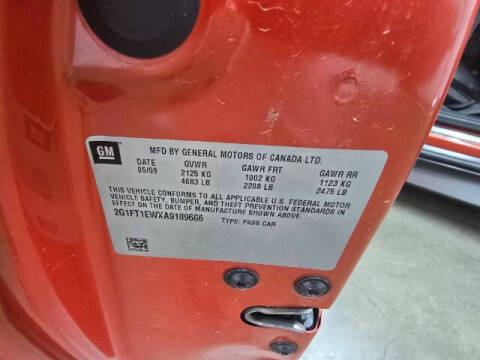 GM
MFD BY GENERAL MOTORS OF CANADA LTD.
DATE GVWR GAWR FRT GAWR RR
05/09 2125 KG 1002 KG 1123 KG
4683 LB 2208 LB 2475 LB
THIS VEHICLE CONFORMS TO ALL APPLICABLE U.S. FEDERAL MOTOR
VEHICLE SAFETY, BUMPER, AND THEFT PREVENTION STANDARDS IN
EFFECT ON THE DATE OF MANUFACTURE SHOWN ABOVE.
2G1FT1EWXA9109666
TYPE: PASS CAR